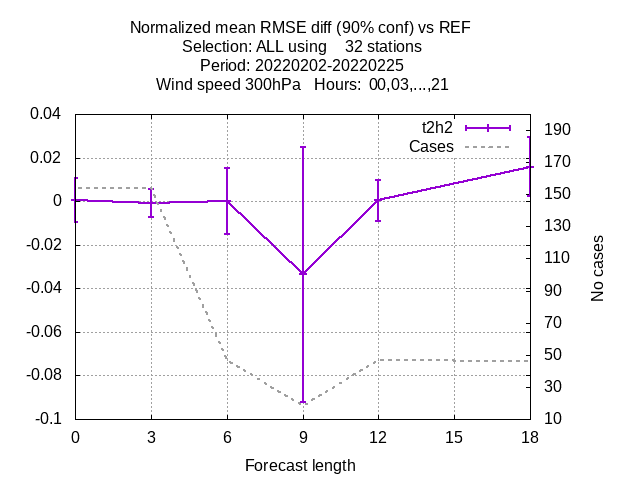 Normalized mean RMSE diff (90% conf) vs REF
Selection: ALL using    32 stations
Period: 20220202-20220225
Wind speed 300hPa   Hours:  00,03,...,21
t2h2
Cases
0.04
0.02
0
-0.02
-0.04
-0.06
-0.08
-0.1
190
170
150
130
110
90
70
50
30
10
No cases
0 3 6 9 12 15 18
Forecast length